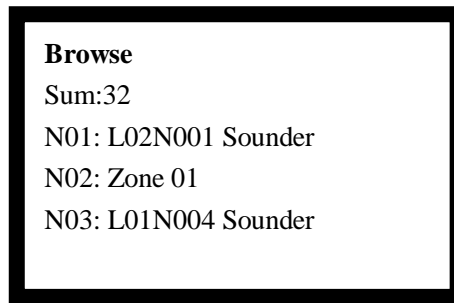 Browse
Sum:32
N01: L02N001 Sounder
N02: Zone 01
N03: L01N004 Sounder